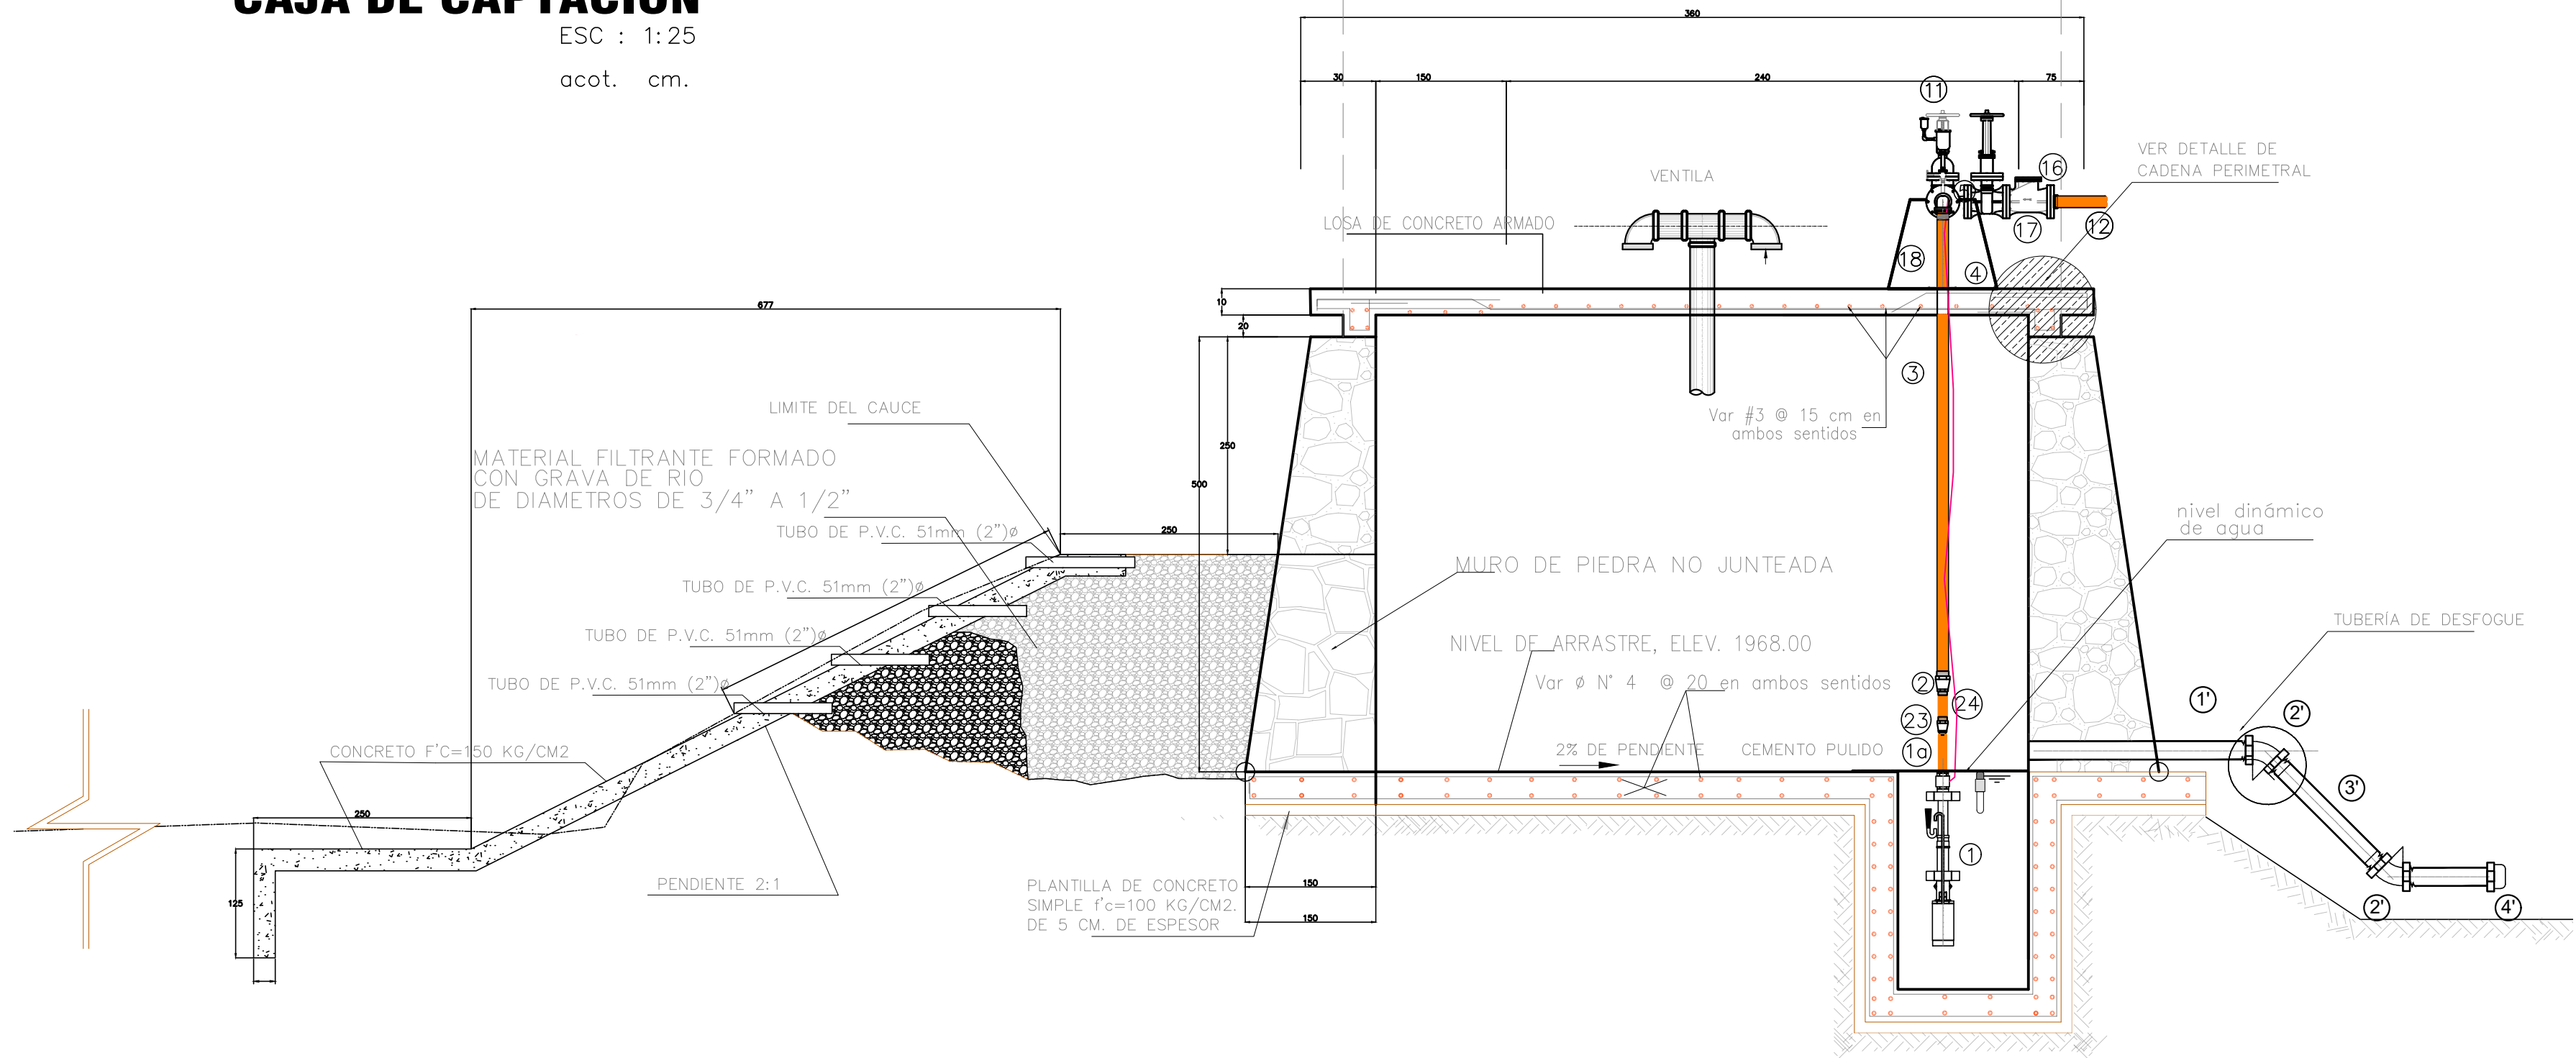 CAJA DE CAPTACION
ESC : 1:25
acot. cm.
360
30
150
240
75
11
16
VER DETALLE DE
CADENA PERIMETRAL
VENTILA
LOSA DE CONCRETO ARMADO
17
12
18
4
677
10
20
3
LIMITE DEL CAUCE
Var #3 @ 15 cm en
ambos sentidos
MATERIAL FILTRANTE FORMADO
CON GRAVA DE RIO
DE DIAMETROS DE 3/4" A 1/2"
250
500
nivel dinámico
de agua
TUBO DE P.V.C. 51mm (2")ø
250
MURO DE PIEDRA NO JUNTEADA
TUBO DE P.V.C. 51mm (2")ø
TUBERÍA DE DESFOGUE
TUBO DE P.V.C. 51mm (2")ø
NIVEL DE ARRASTRE, ELEV. 1968.00
TUBO DE P.V.C. 51mm (2")ø
Var ø N° 4 @ 20 en ambos sentidos
2
24
1'
2'
23
CONCRETO F'C=150 KG/CM2
2% DE PENDIENTE
CEMENTO PULIDO
1a
3'
250
1
PENDIENTE 2:1
PLANTILLA DE CONCRETO
SIMPLE f'c=100 KG/CM2.
DE 5 CM. DE ESPESOR
150
150
125
2'
4'